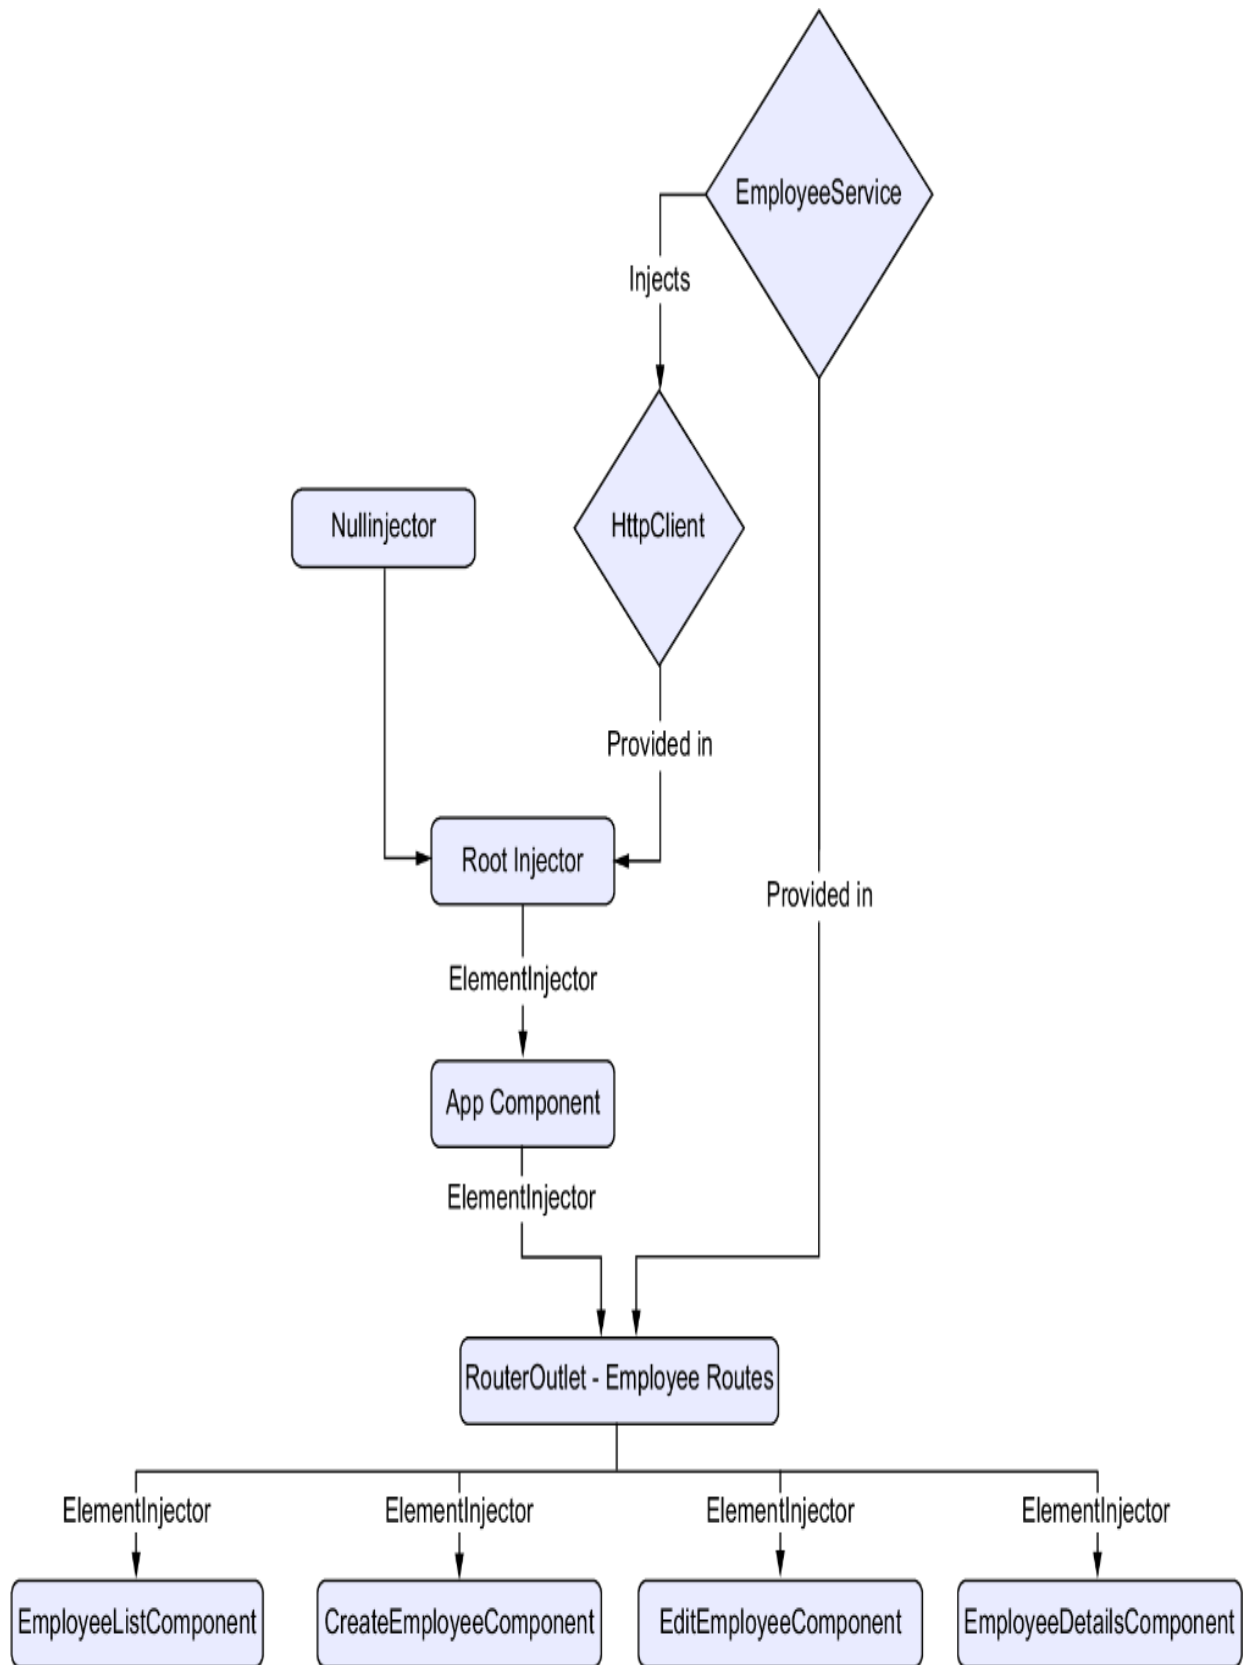 EmployeeService
Injects
Nullinjector
HttpClient
Provided in
Root Injector
Provided in
ElementInjector
App Component
ElementInjector
RouterOutlet - Employee Routes
ElementInjector
ElementInjector
ElementInjector
ElementInjector
EmployeeListComponent
CreateEmployeeComponent
EditEmployeeComponent
EmployeeDetailsComponent